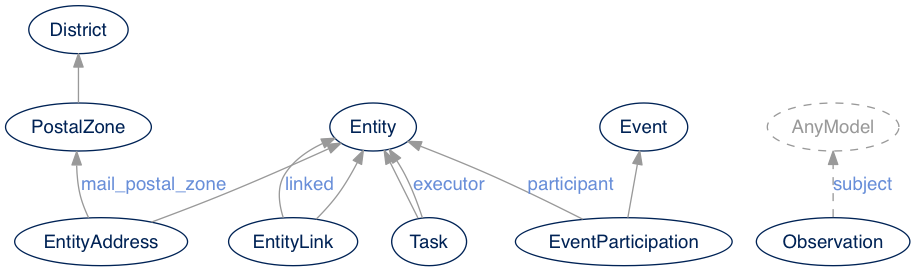 District
PostalZone
Entity
Event
AnyModel
mail_postal_zone
linked
executor
participant
subject
EntityAddress
EntityLink
Task
EventParticipation
Observation